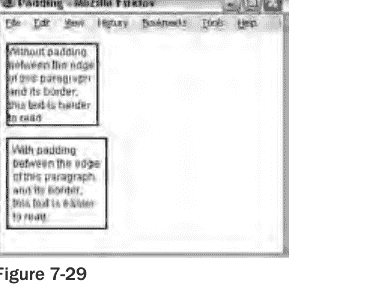 Padding - Mozilla Firefox
File Edit View History Bookmarks Tools Help
Without padding
between the edge
of this paragraph
and its border,
this text is harder
to read.
With padding
between the edge
of this paragraph
and its border,
this text is easier
to read.
Figure 7-29